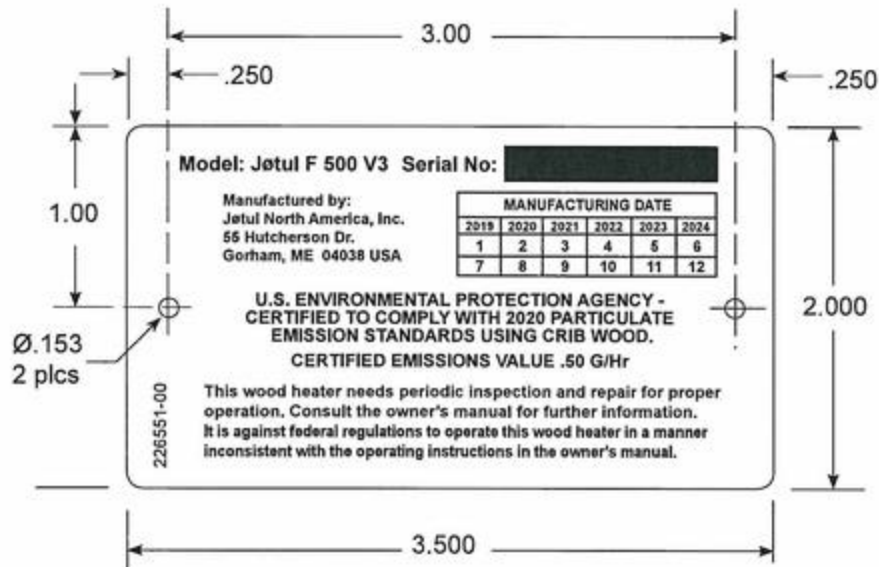 3.00
.250
.250
Model: Jøtul F 500 V3 Serial No:
1.00
Manufactured by:
Jøtul North America, Inc.
55 Hutcherson Dr.
Gorham, ME 04038 USA
MANUFACTURING DATE
2019 2020 2021 2022 2023 2024
1 2 3 4 5 6
7 8 9 10 11 12
2.000
U.S. ENVIRONMENTAL PROTECTION AGENCY -
CERTIFIED TO COMPLY WITH 2020 PARTICULATE
EMISSION STANDARDS USING CRIB WOOD.
Ø.153
2 plcs
CERTIFIED EMISSIONS VALUE .50 G/Hr
226551-00
This wood heater needs periodic inspection and repair for proper
operation. Consult the owner's manual for further information.
It is against federal regulations to operate this wood heater in a manner
inconsistent with the operating instructions in the owner's manual.
3.500